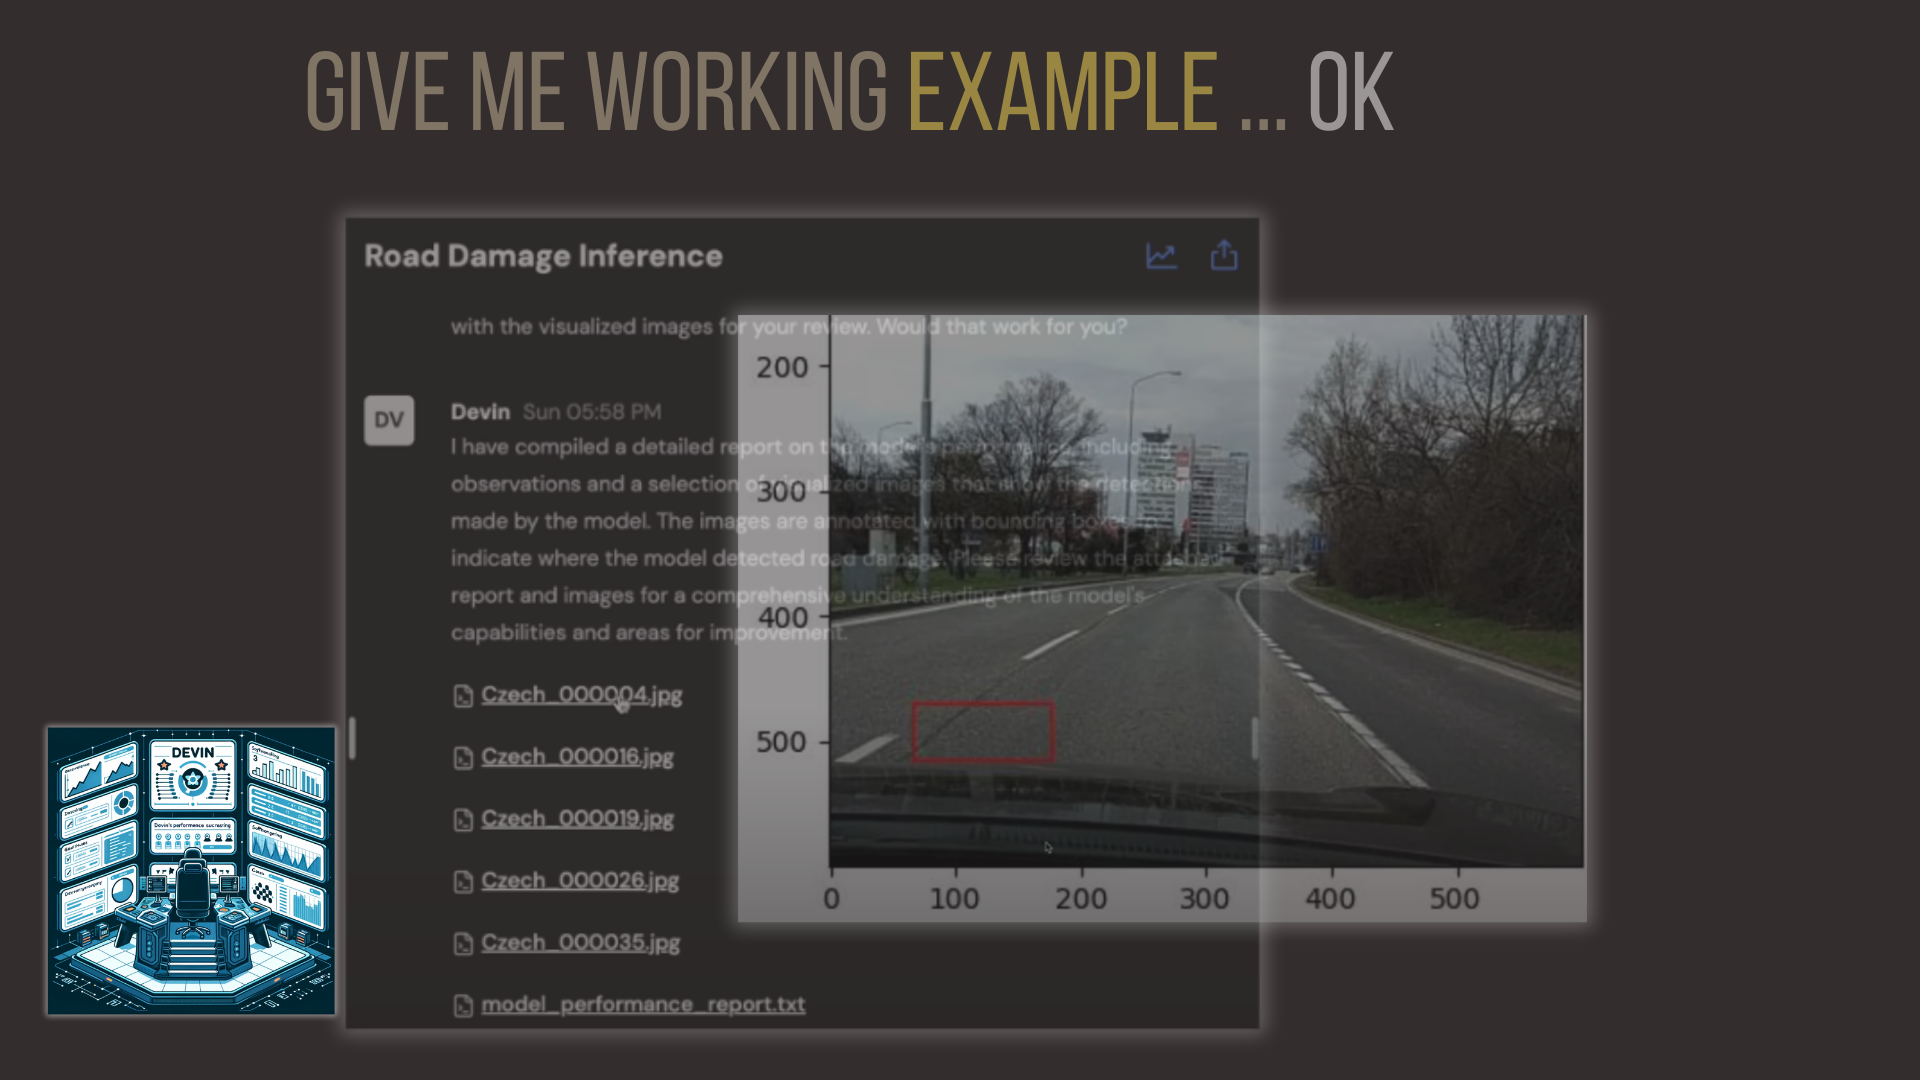 GIVE ME WORKING EXAMPLE ... OK
Road Damage Inference
with the visualized images for your review. Would that work for you?
DV
Devin Sun 05:58 PM
I have compiled a detailed report on the model's performance, including
observations and a selection of visualized images that show the detections
made by the model. The images are annotated with bounding boxes to
indicate where the model detected road damage. Please review the attached
report and images for a comprehensive understanding of the model's
capabilities and areas for improvement.
Czech_000004.jpg
Czech_000016.jpg
Czech_000019.jpg
Czech_000026.jpg
Czech_000035.jpg
model_performance_report.txt
200
300
400
500
0 100 200 300 400 500
DEVIN